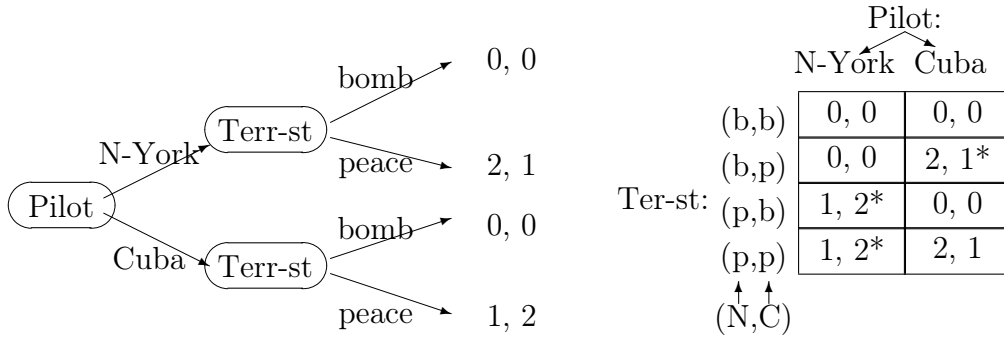 Pilot
N-York
Cuba
Terr-st
Terr-st
bomb
peace
bomb
peace
0, 0
2, 1
0, 0
1, 2
Pilot:
N-York Cuba
Ter-st:
(b,b) 0, 0 0, 0
(b,p) 0, 0 2, 1*
(p,b) 1, 2* 0, 0
(p,p) 1, 2* 2, 1
(N,C)